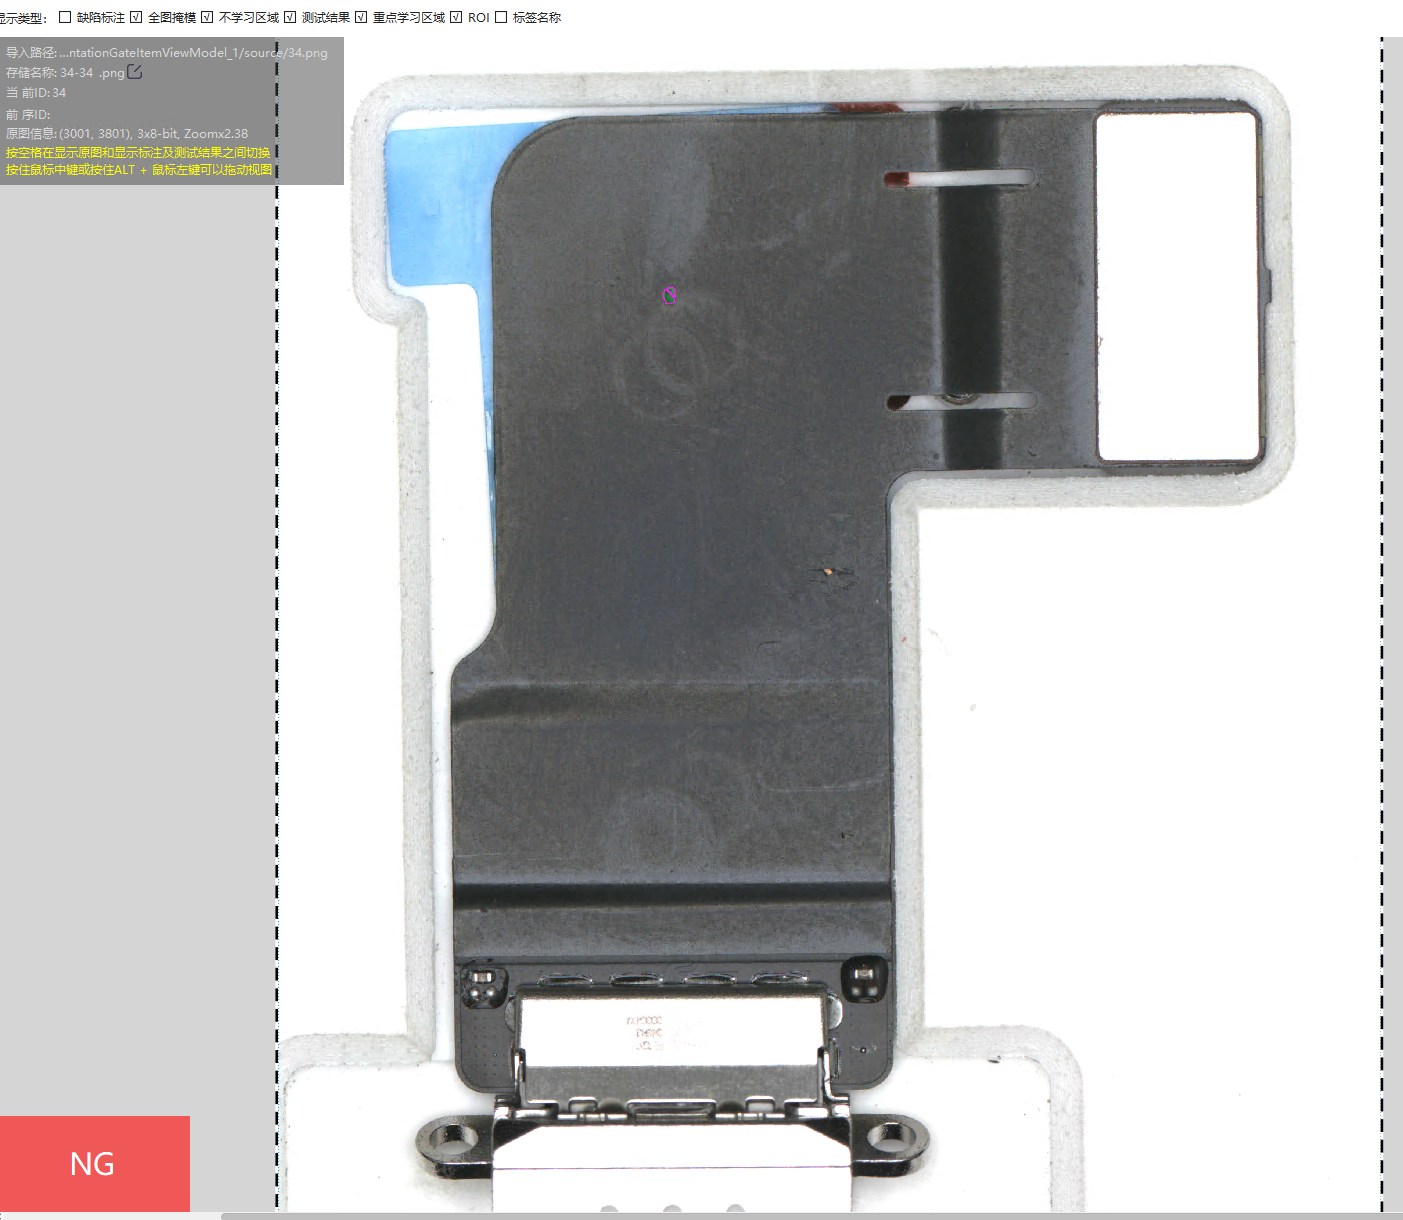 显示类型: 缺陷标注 全图掩模 不学习区域 测试结果 重点学习区域 ROI 标签名称
导入路径: ...ntationGateItemViewModel_1/source/34.png
存储名称: 34-34 .png
当 前ID: 34
前 序ID:
原图信息: (3001, 3801), 3x8-bit, Zoomx2.38
按空格在显示原图和显示标注及测试结果之间切换
按住鼠标中键或按住ALT + 鼠标左键可以拖动视图
NG